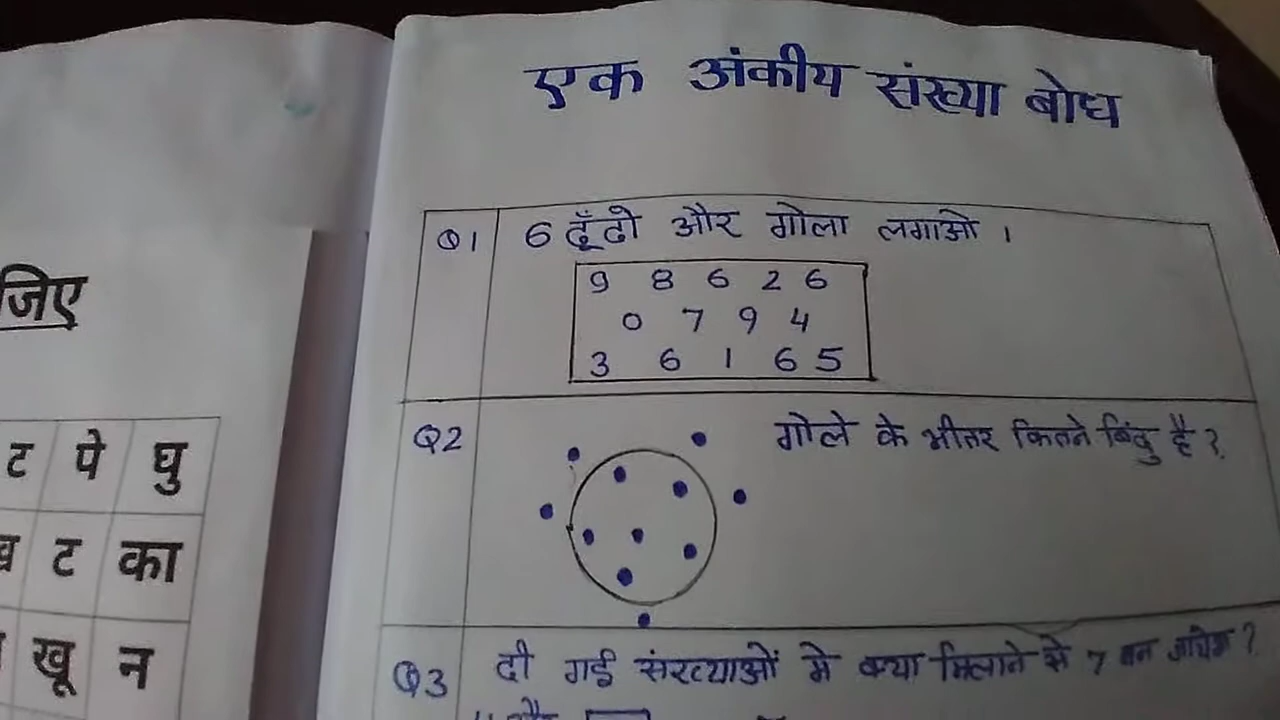 जिए
ट पे घु
ट का
खू न
एक अंकीय संख्या बोध
Q1 6 ढूँढो और गोला लगाओ ।
9 8 6 2 6
0 7 9 4
3 6 1 6 5
Q2 गोले के भीतर कितने बिंदु है ?
Q3 दी गई संख्याओं मे क्या मिलाने से 7 बन जायेगा ?